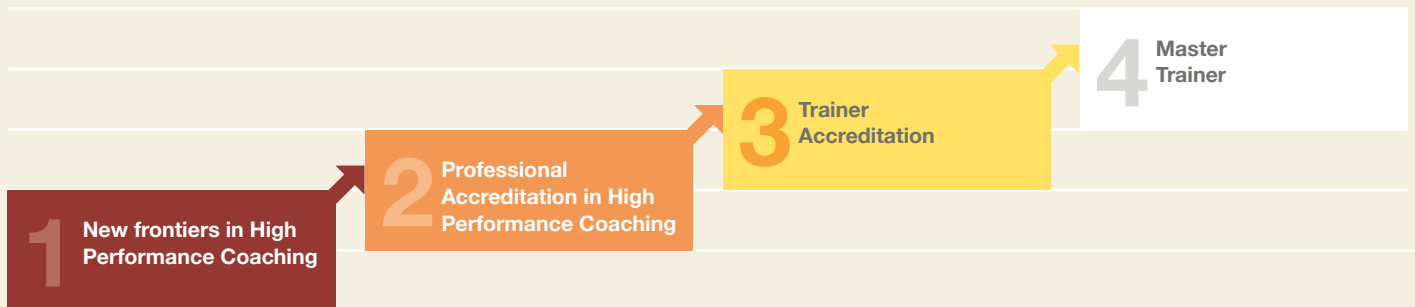 1
New frontiers in High
Performance Coaching
2
Professional
Accreditation in High
Performance Coaching
3
Trainer
Accreditation
4
Master
Trainer